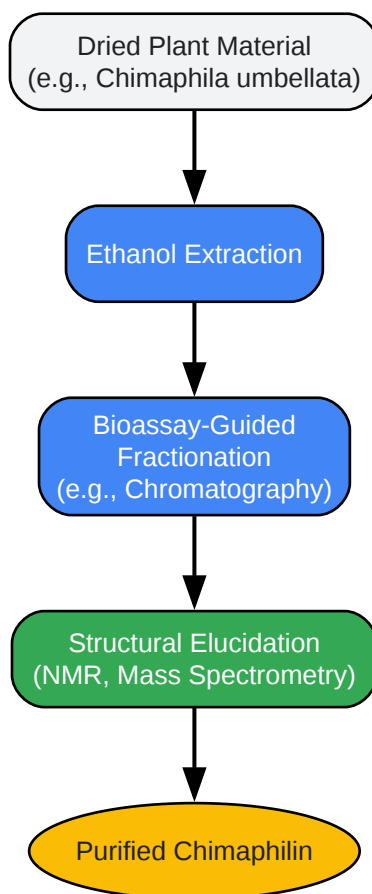 Dried Plant Material
(e.g., Chimaphila umbellata)
Ethanol Extraction
Bioassay-Guided
Fractionation
(e.g., Chromatography)
Structural Elucidation
(NMR, Mass Spectrometry)
Purified Chimaphilin